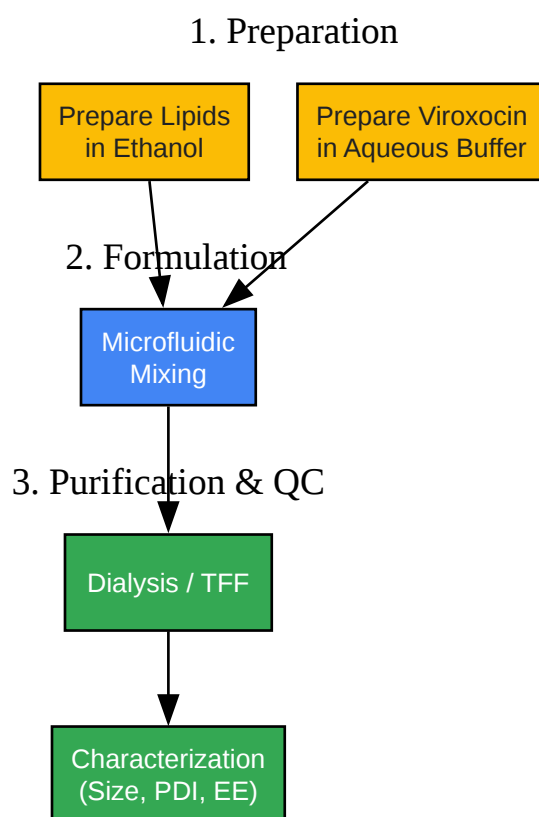 1. Preparation
Prepare Lipids
in Ethanol
Prepare Viroxocin
in Aqueous Buffer
2. Formulation
Microfluidic
Mixing
3. Purification & QC
Dialysis / TFF
Characterization
(Size, PDI, EE)